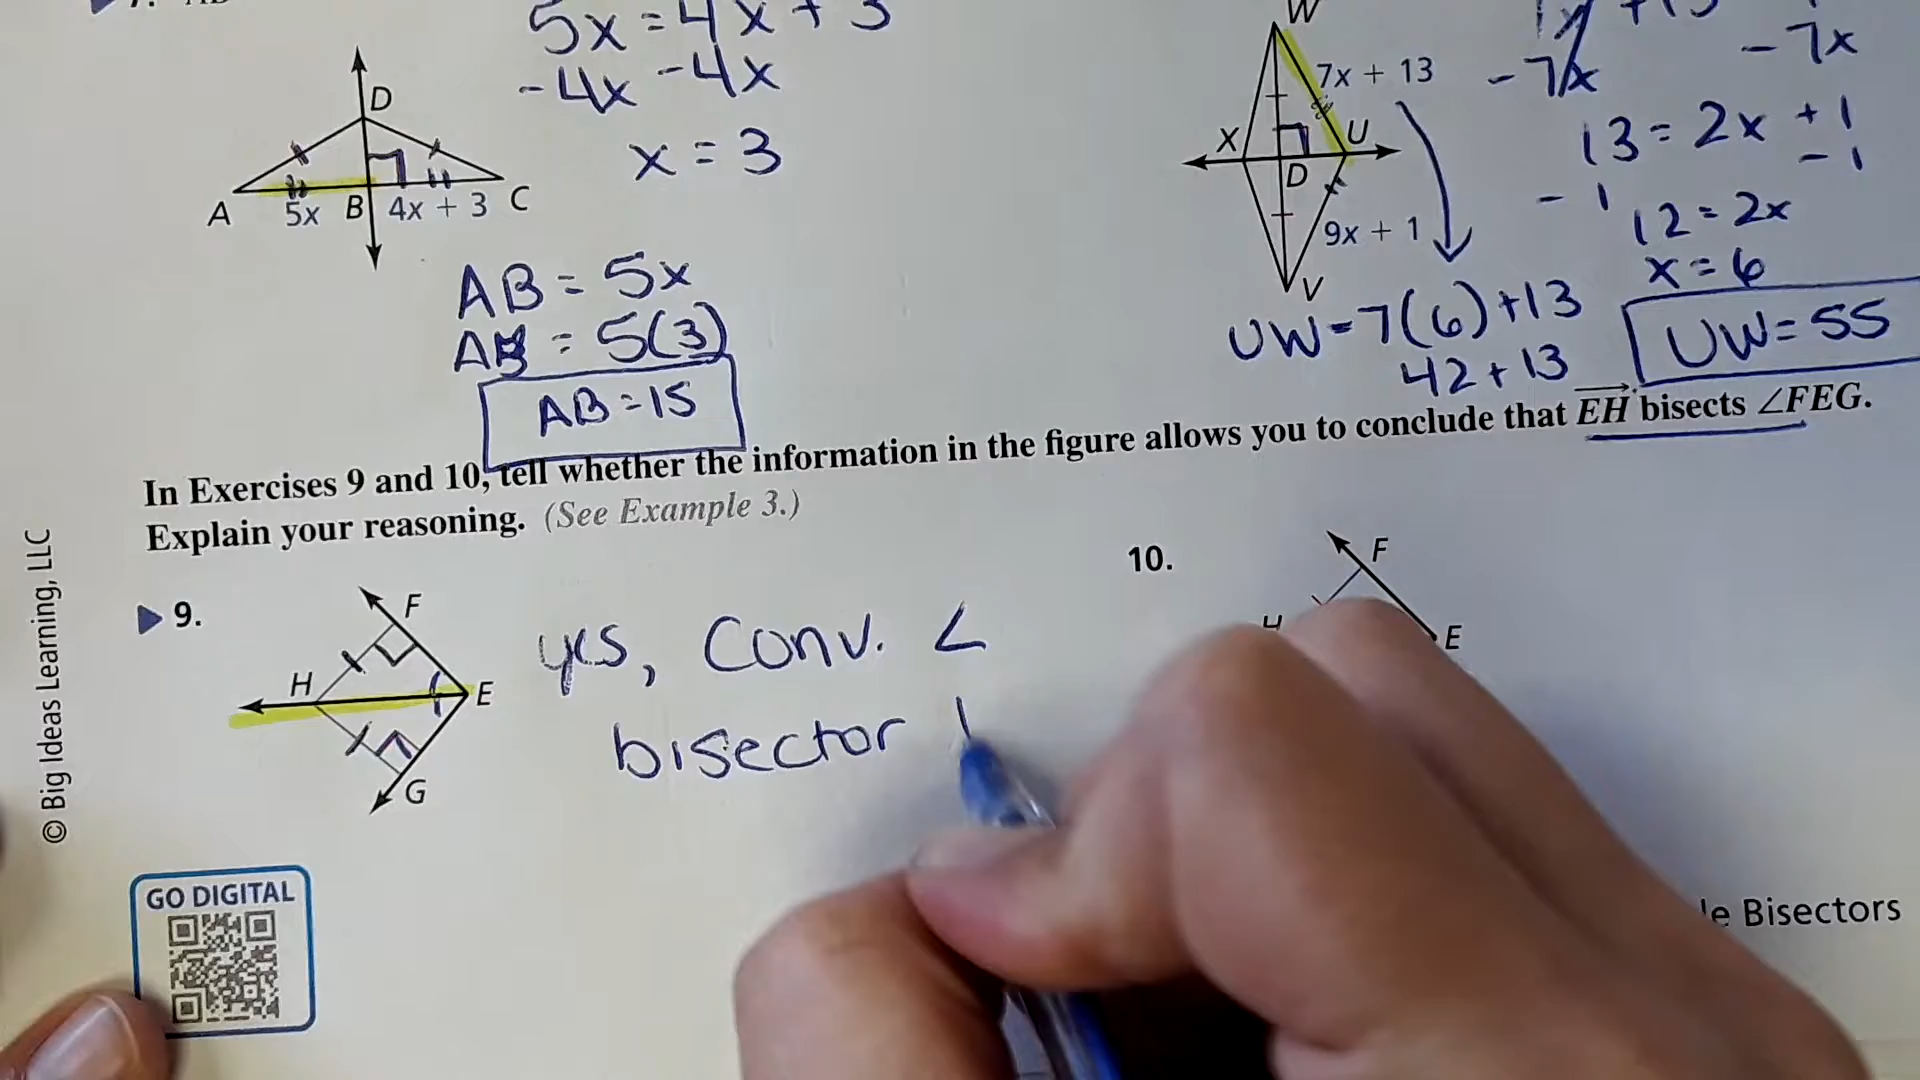 5x = 4x + 3
-4x -4x
x = 3
D
A
5x
B
4x + 3
C
AB = 5x
AB = 5(3)
AB = 15
W
7x + 13
X
U
D
9x + 1
V
-7x
-7x
13 = 2x + 1
-1
-1
12 = 2x
x = 6
UW = 7(6) + 13
42 + 13
UW = 55
In Exercises 9 and 10, tell whether the information in the figure allows you to conclude that EH bisects ∠FEG.
Explain your reasoning. (See Example 3.)
9.
F
H
E
G
yes, Conv. ∠
bisector
10.
F
E
© Big Ideas Learning, LLC
GO DIGITAL
Bisectors